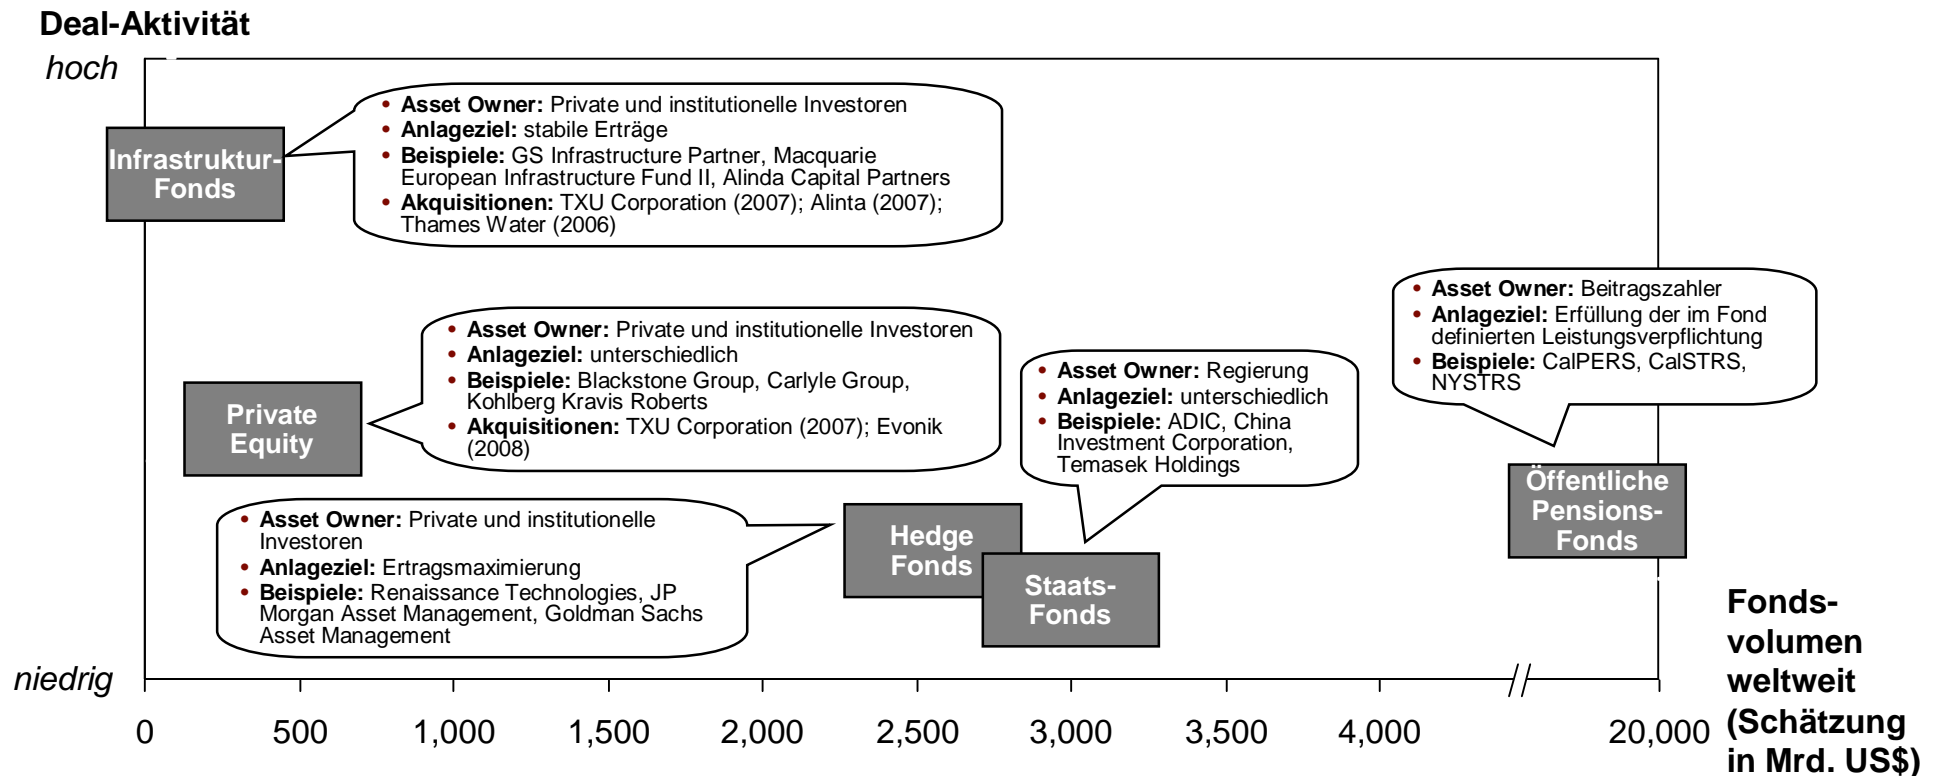 Deal-Aktivität
hoch
• Asset Owner: Private und institutionelle Investoren
• Anlageziel: stabile Erträge
• Beispiele: GS Infrastructure Partner, Macquarie
European Infrastructure Fund II, Alinda Capital Partners
• Akquisitionen: TXU Corporation (2007); Alinta (2007);
Thames Water (2006)
Infrastruktur-
Fonds
• Asset Owner: Beitragszahler
• Anlageziel: Erfüllung der im Fond
definierten Leistungsverpflichtung
• Beispiele: CalPERS, CalSTRS,
NYSTRS
• Asset Owner: Private und institutionelle Investoren
• Anlageziel: unterschiedlich
• Beispiele: Blackstone Group, Carlyle Group,
Kohlberg Kravis Roberts
• Akquisitionen: TXU Corporation (2007); Evonik
(2008)
• Asset Owner: Regierung
• Anlageziel: unterschiedlich
• Beispiele: ADIC, China
Investment Corporation,
Temasek Holdings
Private
Equity
Öffentliche
Pensions-
Fonds
• Asset Owner: Private und institutionelle
Investoren
• Anlageziel: Ertragsmaximierung
• Beispiele: Renaissance Technologies, JP
Morgan Asset Management, Goldman Sachs
Asset Management
Hedge
Fonds
Staats-
Fonds
niedrig
0 500 1,000 1,500 2,000 2,500 3,000 3,500 4,000 20,000
Fonds-
volumen
weltweit
(Schätzung
in Mrd. US$)